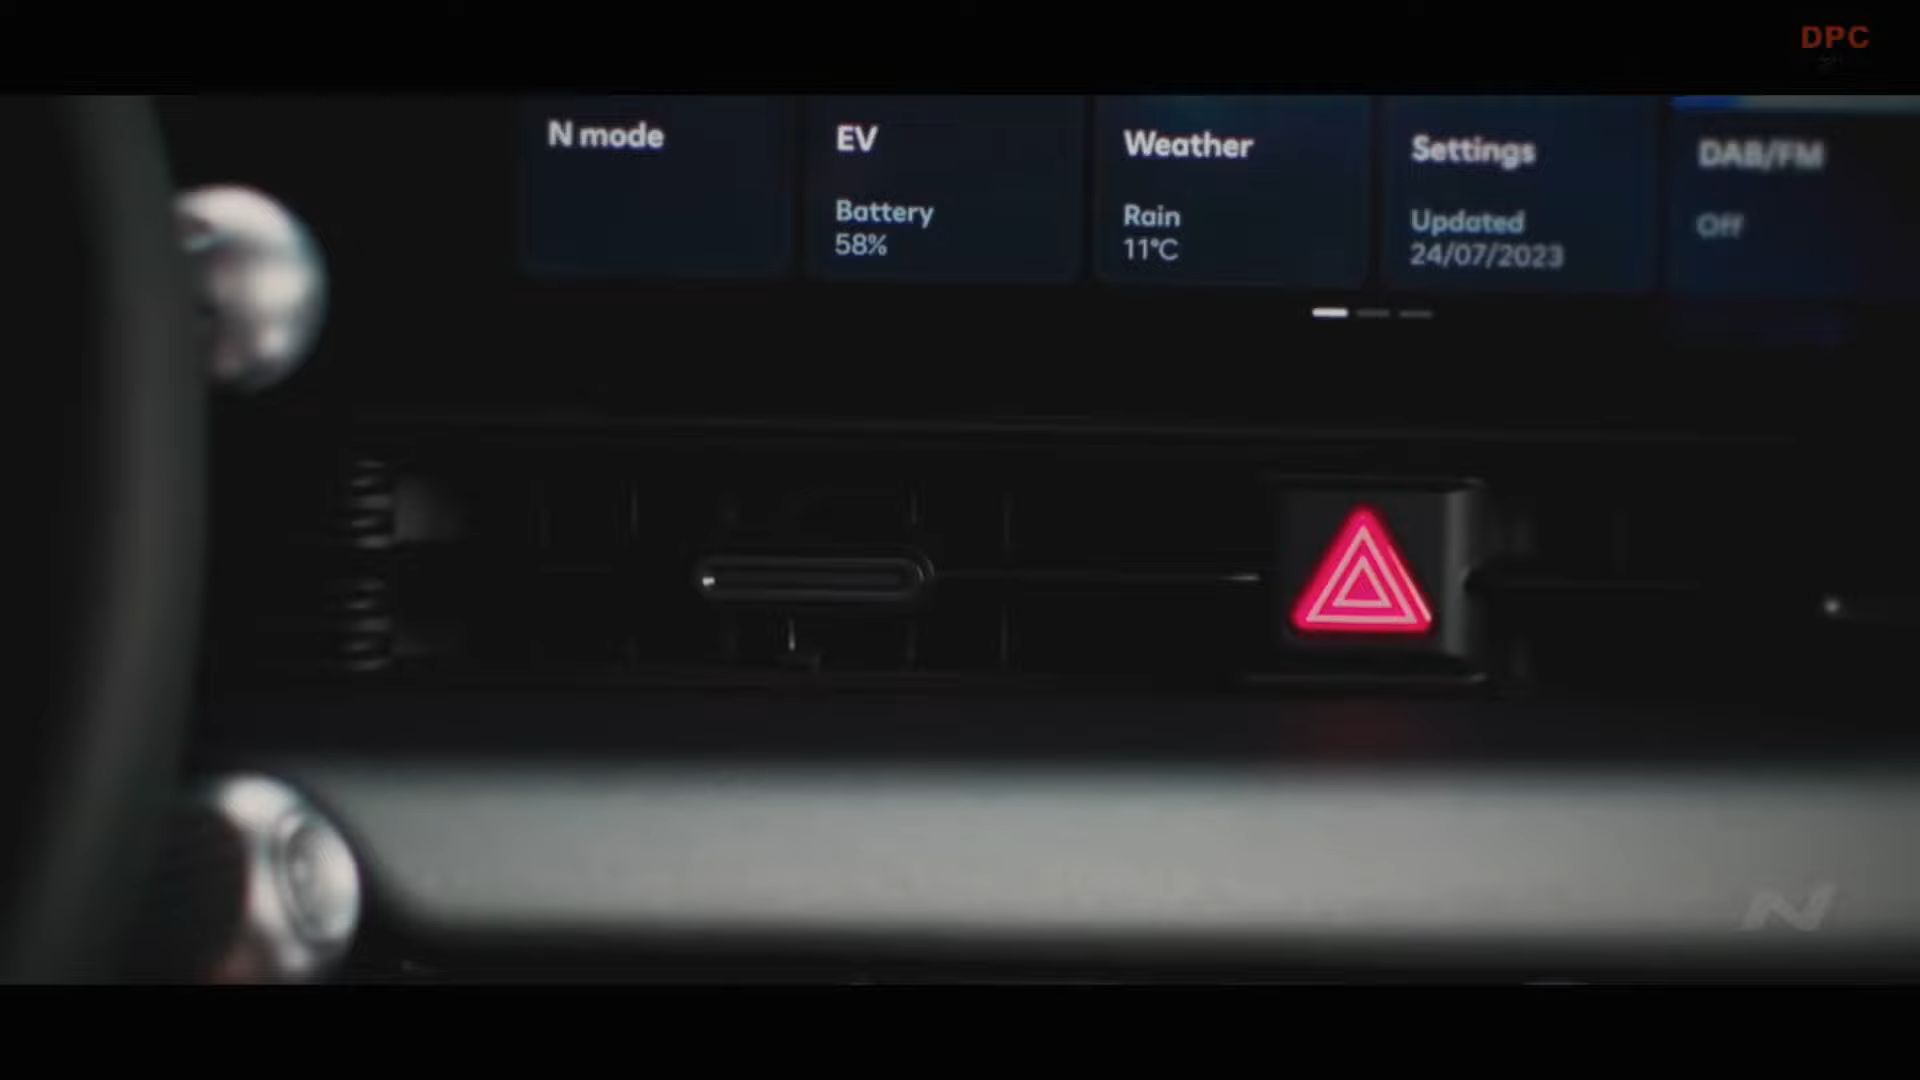 DPC
N mode
EV
Battery
58%
Weather
Rain
11°C
Settings
Updated
24/07/2023
DAB/FM
Off
N